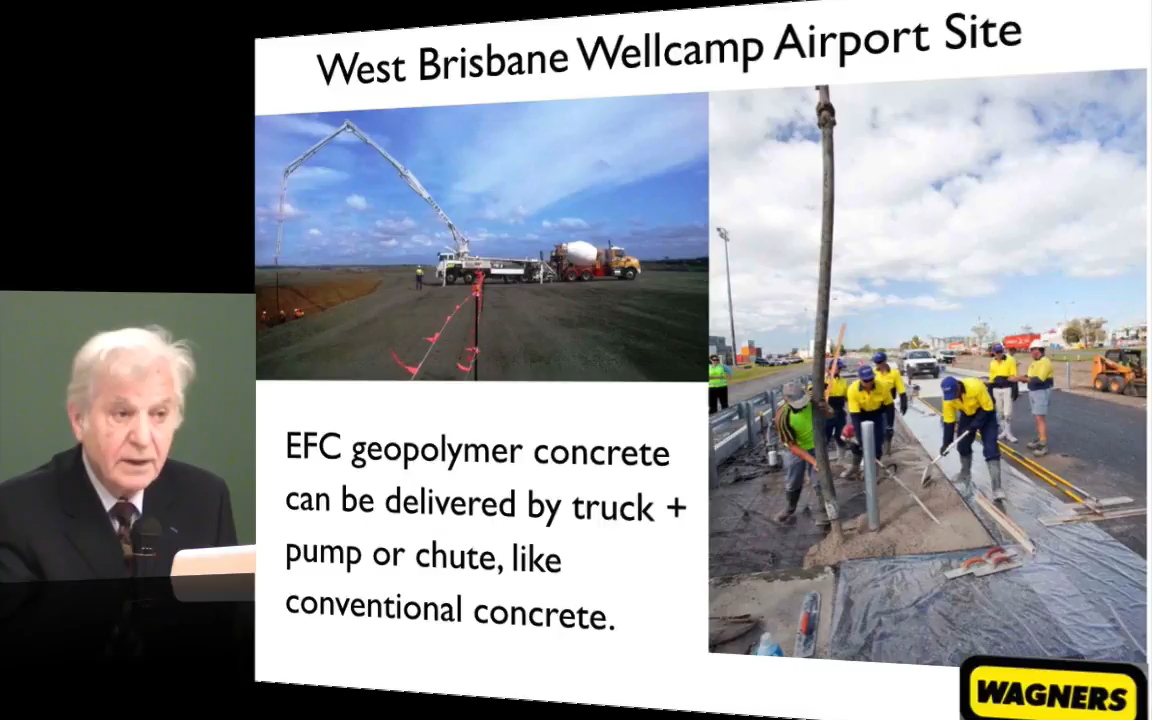 West Brisbane Wellcamp Airport Site
EFC geopolymer concrete
can be delivered by truck +
pump or chute, like
conventional concrete.
WAGNERS